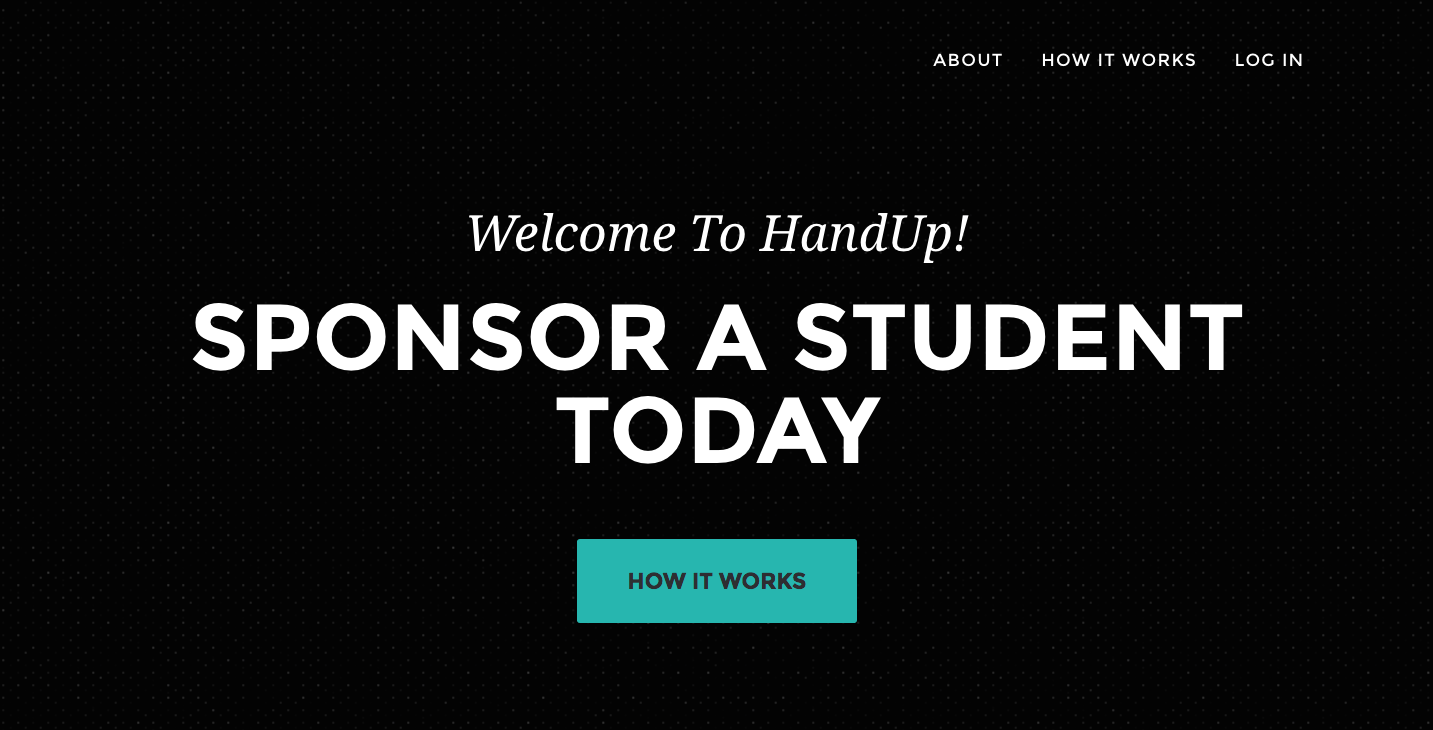 ABOUT HOW IT WORKS LOG IN
Welcome To HandUp!
SPONSOR A STUDENT
TODAY
HOW IT WORKS